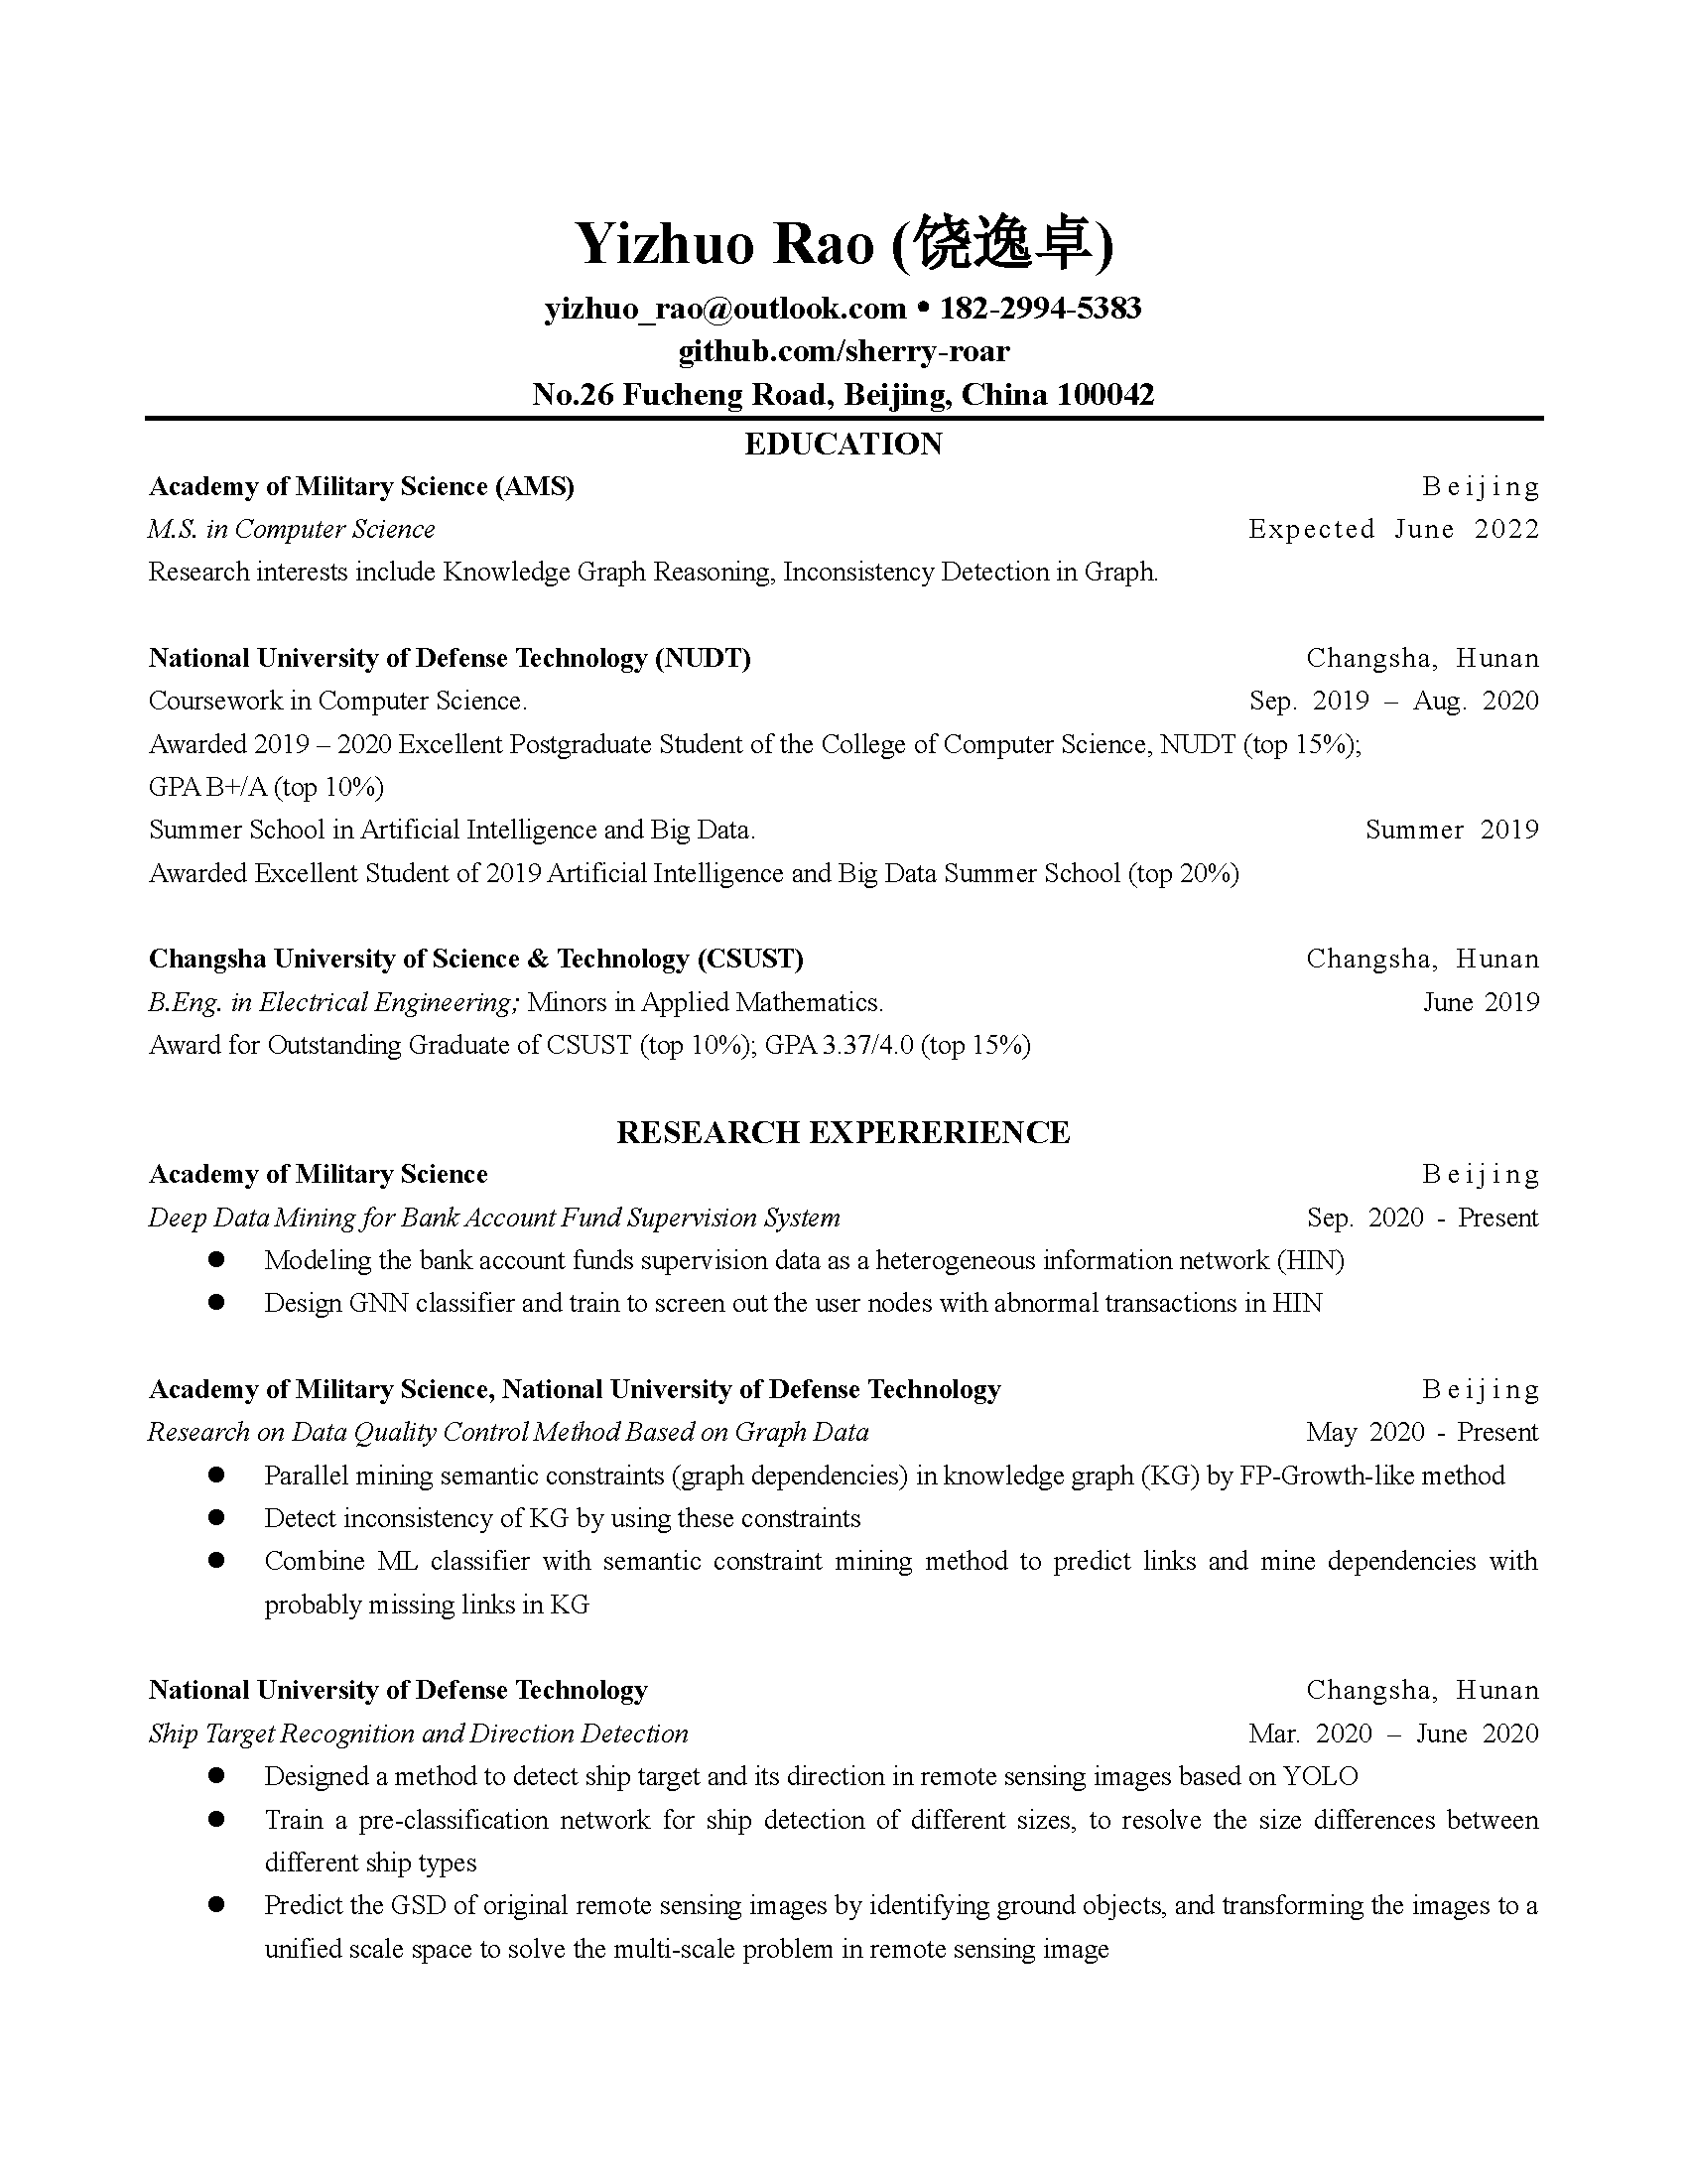 Yizhuo Rao (饶逸卓)
yizhuo_rao@outlook.com • 182-2994-5383
github.com/sherry-roar
No.26 Fucheng Road, Beijing, China 100042
EDUCATION
Academy of Military Science (AMS) Beijing
M.S. in Computer Science Expected June 2022
Research interests include Knowledge Graph Reasoning, Inconsistency Detection in Graph.
National University of Defense Technology (NUDT) Changsha, Hunan
Coursework in Computer Science. Sep. 2019 – Aug. 2020
Awarded 2019 – 2020 Excellent Postgraduate Student of the College of Computer Science, NUDT (top 15%);
GPA B+/A (top 10%)
Summer School in Artificial Intelligence and Big Data. Summer 2019
Awarded Excellent Student of 2019 Artificial Intelligence and Big Data Summer School (top 20%)
Changsha University of Science & Technology (CSUST) Changsha, Hunan
B.Eng. in Electrical Engineering; Minors in Applied Mathematics. June 2019
Award for Outstanding Graduate of CSUST (top 10%); GPA 3.37/4.0 (top 15%)
RESEARCH EXPERERIENCE
Academy of Military Science Beijing
Deep Data Mining for Bank Account Fund Supervision System Sep. 2020 - Present
● Modeling the bank account funds supervision data as a heterogeneous information network (HIN)
● Design GNN classifier and train to screen out the user nodes with abnormal transactions in HIN
Academy of Military Science, National University of Defense Technology Beijing
Research on Data Quality Control Method Based on Graph Data May 2020 - Present
● Parallel mining semantic constraints (graph dependencies) in knowledge graph (KG) by FP-Growth-like method
● Detect inconsistency of KG by using these constraints
● Combine ML classifier with semantic constraint mining method to predict links and mine dependencies with
probably missing links in KG
National University of Defense Technology Changsha, Hunan
Ship Target Recognition and Direction Detection Mar. 2020 – June 2020
● Designed a method to detect ship target and its direction in remote sensing images based on YOLO
● Train a pre-classification network for ship detection of different sizes, to resolve the size differences between
different ship types
● Predict the GSD of original remote sensing images by identifying ground objects, and transforming the images to a
unified scale space to solve the multi-scale problem in remote sensing image